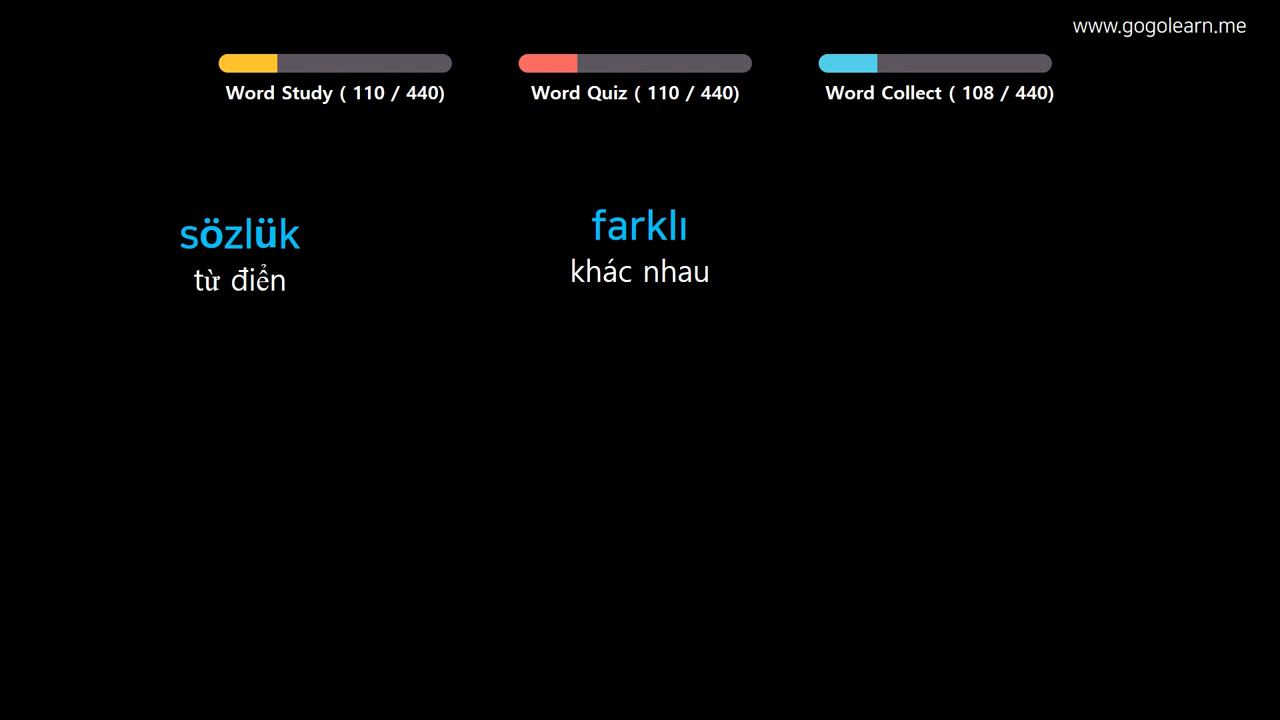 www.gogolearn.me
Word Study ( 110 / 440)
Word Quiz ( 110 / 440)
Word Collect ( 108 / 440)
sözlük
từ điển
farklı
khác nhau